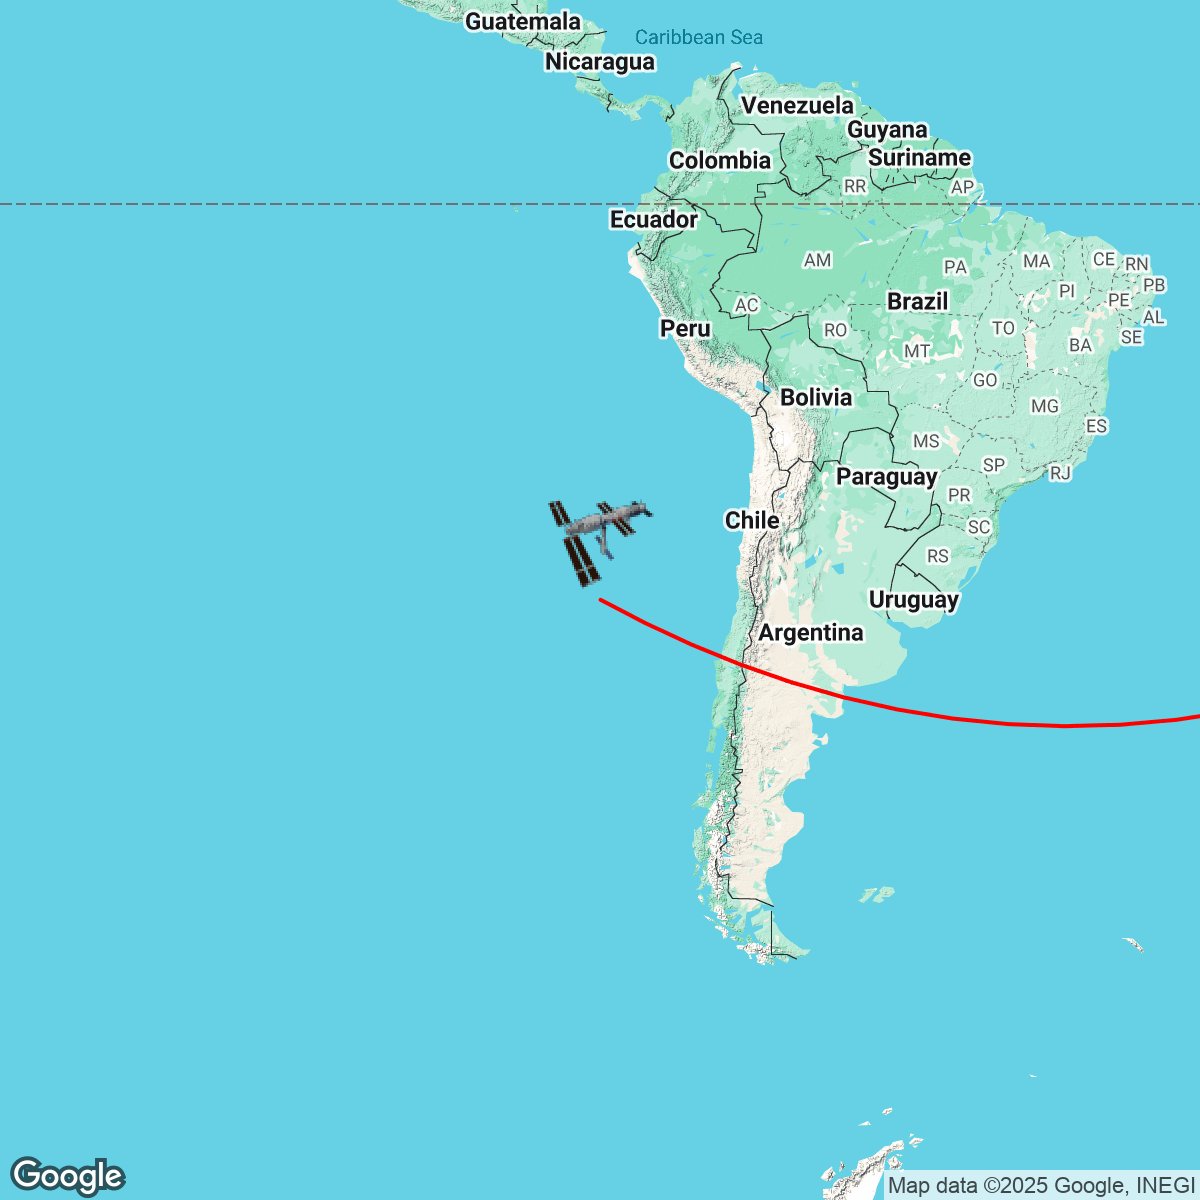 Guatemala
Caribbean Sea
Nicaragua
Venezuela
Guyana
Suriname
Colombia
RR
AP
Ecuador
AM
PA
MA
CE
RN
PB
PI
PE
AL
AC
Brazil
TO
SE
Peru
RO
MT
BA
GO
Bolivia
MG
ES
MS
SP
RJ
Paraguay
PR
Chile
SC
RS
Uruguay
Argentina
Google
Map data ©2025 Google, INEGI